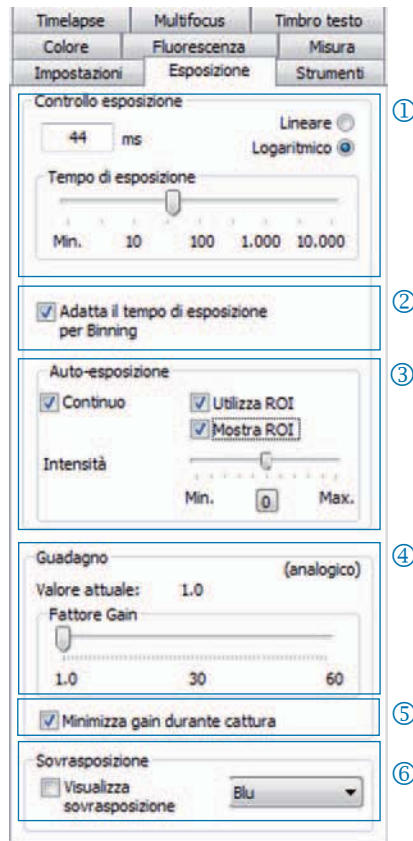 Timelapse Multifocus Timbro testo
Colore Fluorescenza Misura
Impostazioni Esposizione Strumenti
Controllo esposizione
①
44 ms
Lineare
Logaritmico
Tempo di esposizione
Min. 10 100 1.000 10.000
②
Adatta il tempo di esposizione
per Binning
③
Auto-esposizione
Continuo
Utilizza ROI
Mostra ROI
Intensità
Min. 0 Max.
④
Guadagno
(analogico)
Valore attuale: 1.0
Fattore Gain
1.0 30 60
⑤
Minimizza gain durante cattura
⑥
Sovrasposizione
Visualizza
sovrasposizione
Blu